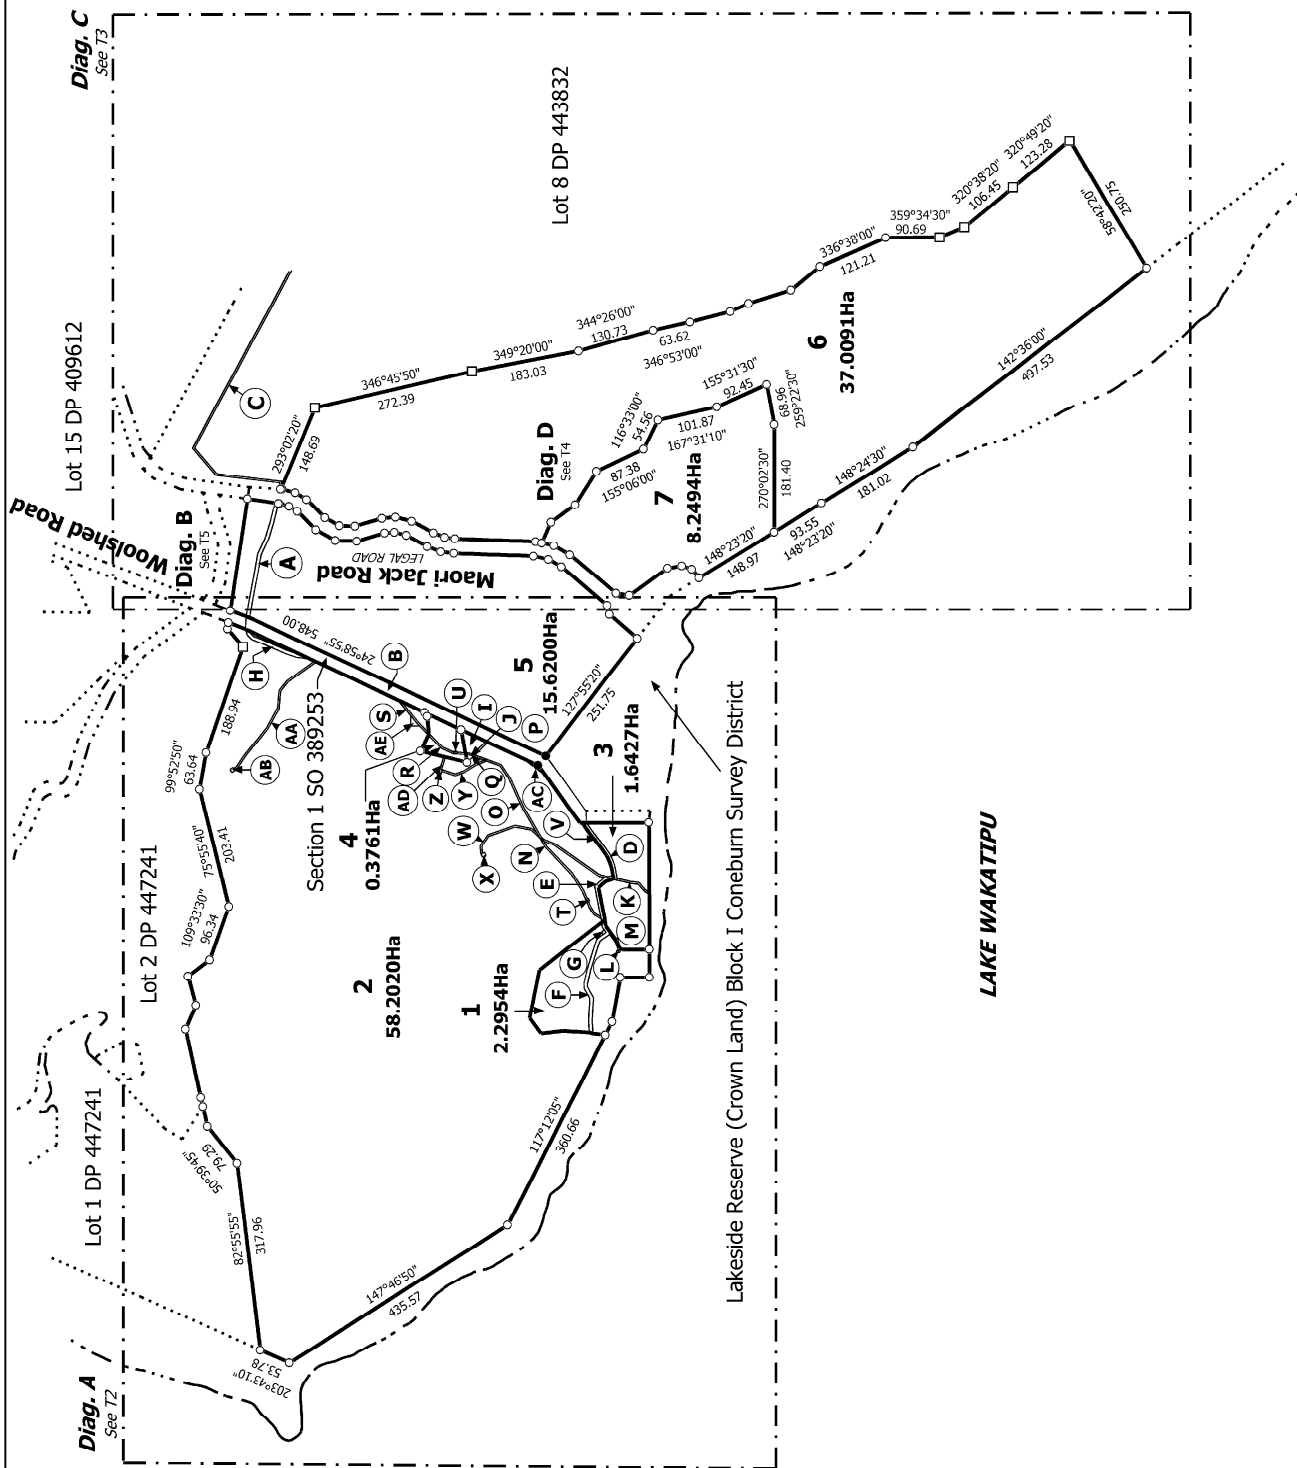 Diag. A
See T2
Diag. C
See T3
Lot 1 DP 447241
Lot 2 DP 447241
Lot 15 DP 409612
Lot 8 DP 443832
Woolshed Road
Diag. B
See T5
Diag. D
See T4
Maori Jack Road
LEGAL ROAD
Section 1 SO 389253
1
2.2954Ha
2
58.2020Ha
3
1.6427Ha
4
0.3761Ha
5
15.6200Ha
6
37.0091Ha
7
8.2494Ha
Lakeside Reserve (Crown Land) Block I Coneburn Survey District
LAKE WAKATIPU
203°43'10"
53.78
82°55'55"
317.96
50°39'45"
79.29
109°33'30"
96.34
75°55'40"
203.41
99°52'50"
63.64
188.94
24°58'55" 548.00
147°46'50"
435.57
117°12'05"
360.66
127°55'20"
251.75
293°02'20"
148.69
346°45'50"
272.39
349°20'00"
183.03
344°26'00"
130.73
63.62
346°53'00"
336°38'00"
121.21
359°34'30"
90.69
320°38'20"
106.45
320°49'20"
123.28
58°42'20"
250.75
142°36'00"
497.53
148°24'30"
181.02
93.55
148°23'20"
148°23'20"
148.97
270°02'30"
181.40
68.96
259°22'30"
155°31'30"
92.45
101.87
167°31'10"
116°33'00"
54.56
87.38
155°06'00"
A
B
C
D
E
F
G
H
I
J
K
L
M
N
O
P
Q
R
S
T
U
V
W
X
Y
Z
AA
AB
AC
AD
AE